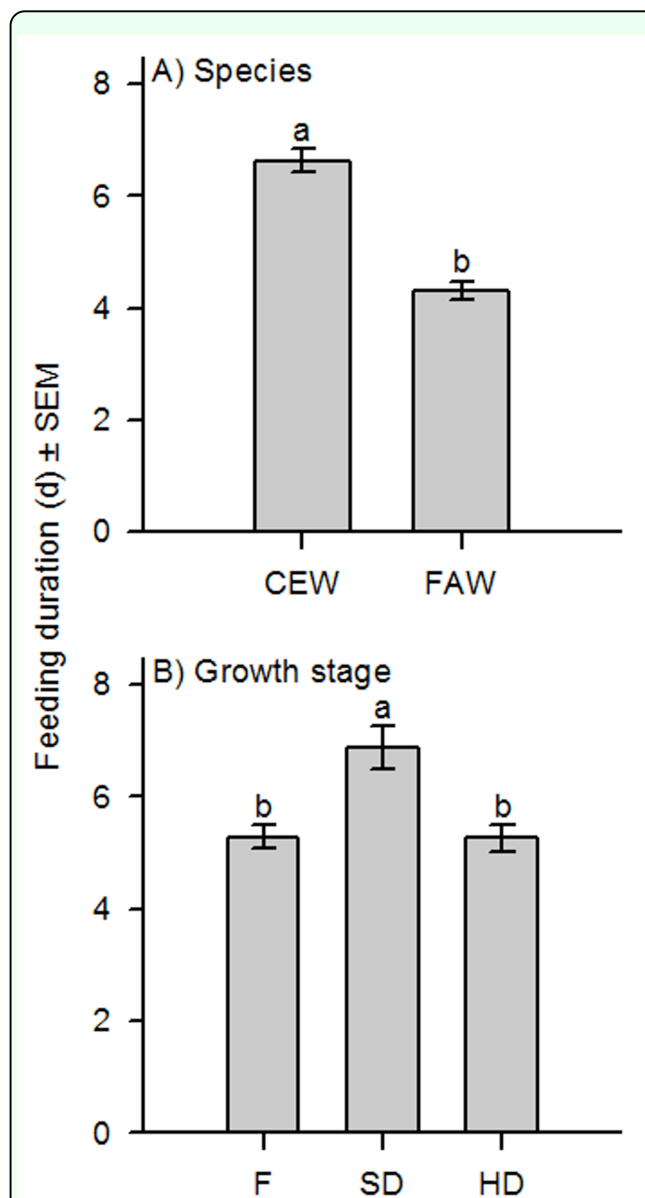 A) Species
8
a
6
b
4
2
0
CEW FAW
Feeding duration (d) ± SEM
B) Growth stage
8
a
6
b b
4
2
0
F SD HD